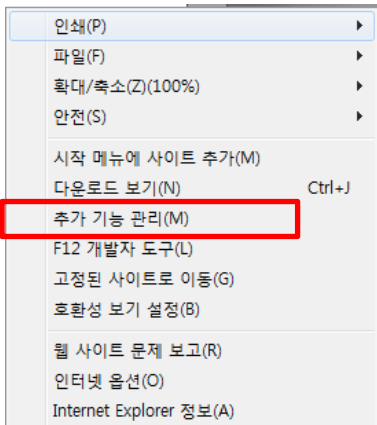 인쇄(P)
파일(F)
확대/축소(Z)(100%)
안전(S)
시작 메뉴에 사이트 추가(M)
다운로드 보기(N) Ctrl+J
추가 기능 관리(M)
F12 개발자 도구(L)
고정된 사이트로 이동(G)
호환성 보기 설정(B)
웹 사이트 문제 보고(R)
인터넷 옵션(O)
Internet Explorer 정보(A)